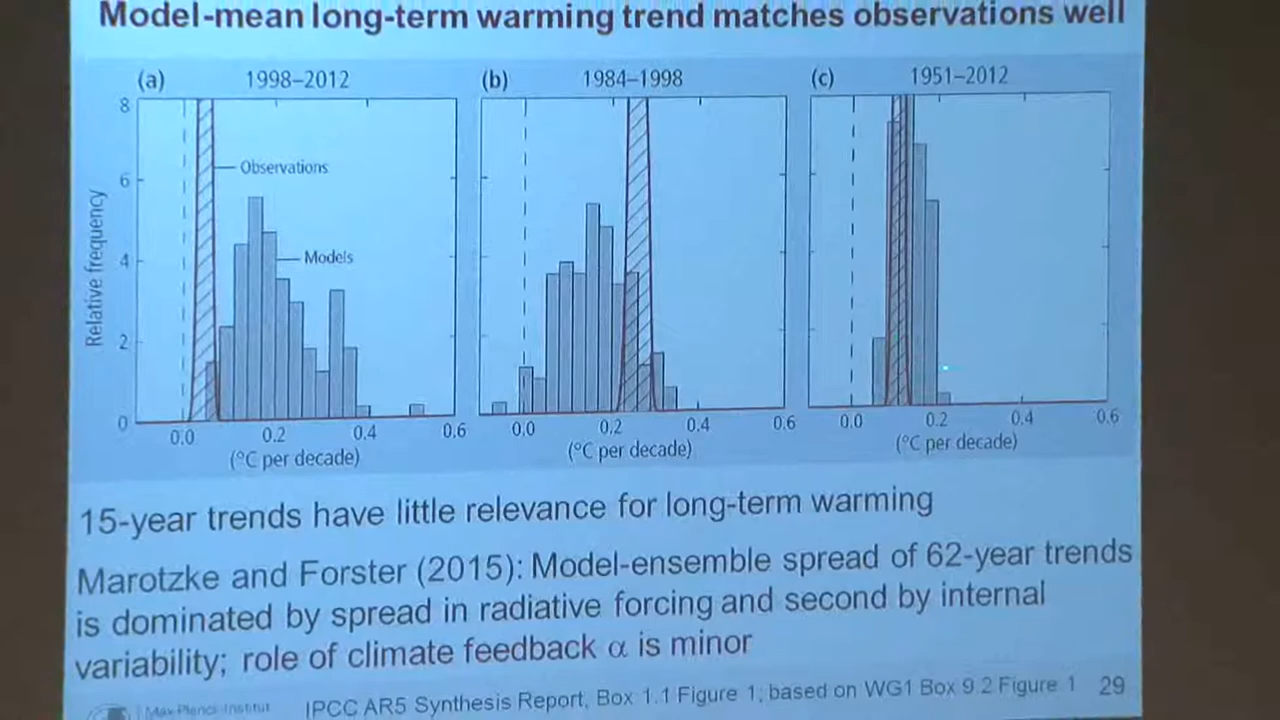 Model-mean long-term warming trend matches observations well
(a) 1998–2012
(b) 1984–1998
(c) 1951–2012
Relative frequency
8
6
4
2
0
Observations
Models
0.0 0.2 0.4 0.6
(°C per decade)
0.0 0.2 0.4 0.6
(°C per decade)
0.0 0.2 0.4 0.6
(°C per decade)
15-year trends have little relevance for long-term warming
Marotzke and Forster (2015): Model-ensemble spread of 62-year trends
is dominated by spread in radiative forcing and second by internal
variability; role of climate feedback α is minor
Max-Planck-Institut
IPCC AR5 Synthesis Report, Box 1.1 Figure 1; based on WG1 Box 9.2 Figure 1 29